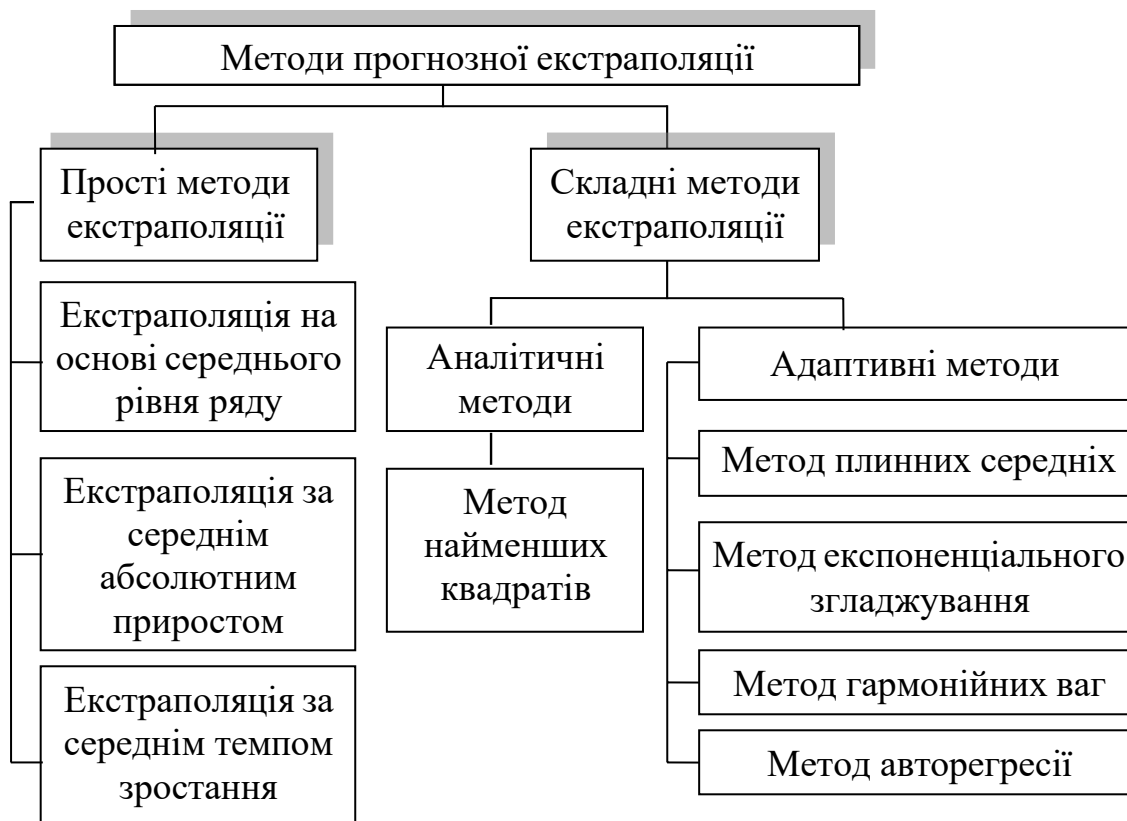 Методи прогнозної екстраполяції
Прості методи
екстраполяції
Складні методи
екстраполяції
Екстраполяція на
основі середнього
рівня ряду
Екстраполяція за
середнім
абсолютним
приростом
Екстраполяція за
середнім темпом
зростання
Аналітичні
методи
Метод
найменших
квадратів
Адаптивні методи
Метод плинних середніх
Метод експоненціального
згладжування
Метод гармонійних ваг
Метод авторегресії